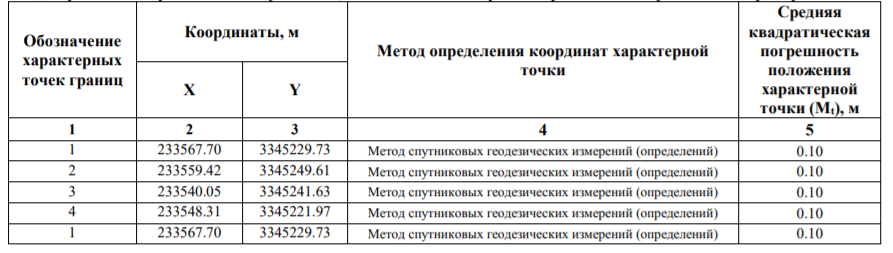 Обозначение характерных точек границ
Координаты, м
Метод определения координат характерной точки
Средняя квадратическая погрешность положения характерной точки (Mt), м
X Y
1 2 3 4 5
1 233567.70 3345229.73 Метод спутниковых геодезических измерений (определений) 0.10
2 233559.42 3345249.61 Метод спутниковых геодезических измерений (определений) 0.10
3 233540.05 3345241.63 Метод спутниковых геодезических измерений (определений) 0.10
4 233548.31 3345221.97 Метод спутниковых геодезических измерений (определений) 0.10
1 233567.70 3345229.73 Метод спутниковых геодезических измерений (определений) 0.10